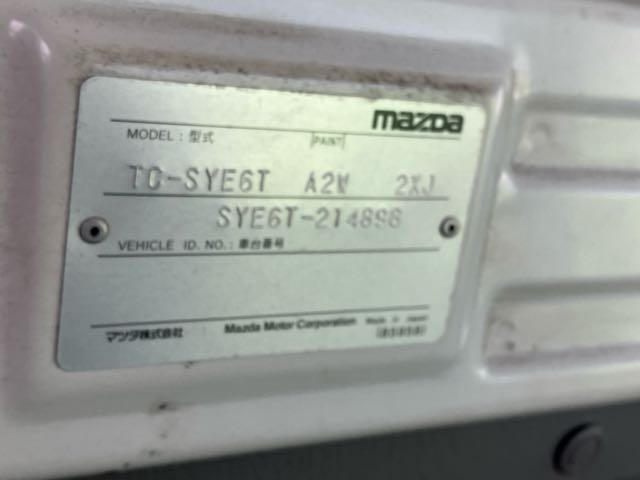 mazda
MODEL : 型式 PAINT
TC-SYE6T A2W 2XJ
SYE6T-214896
VEHICLE ID. NO. : 車台番号
マツダ株式会社 Mazda Motor Corporation Made in Japan